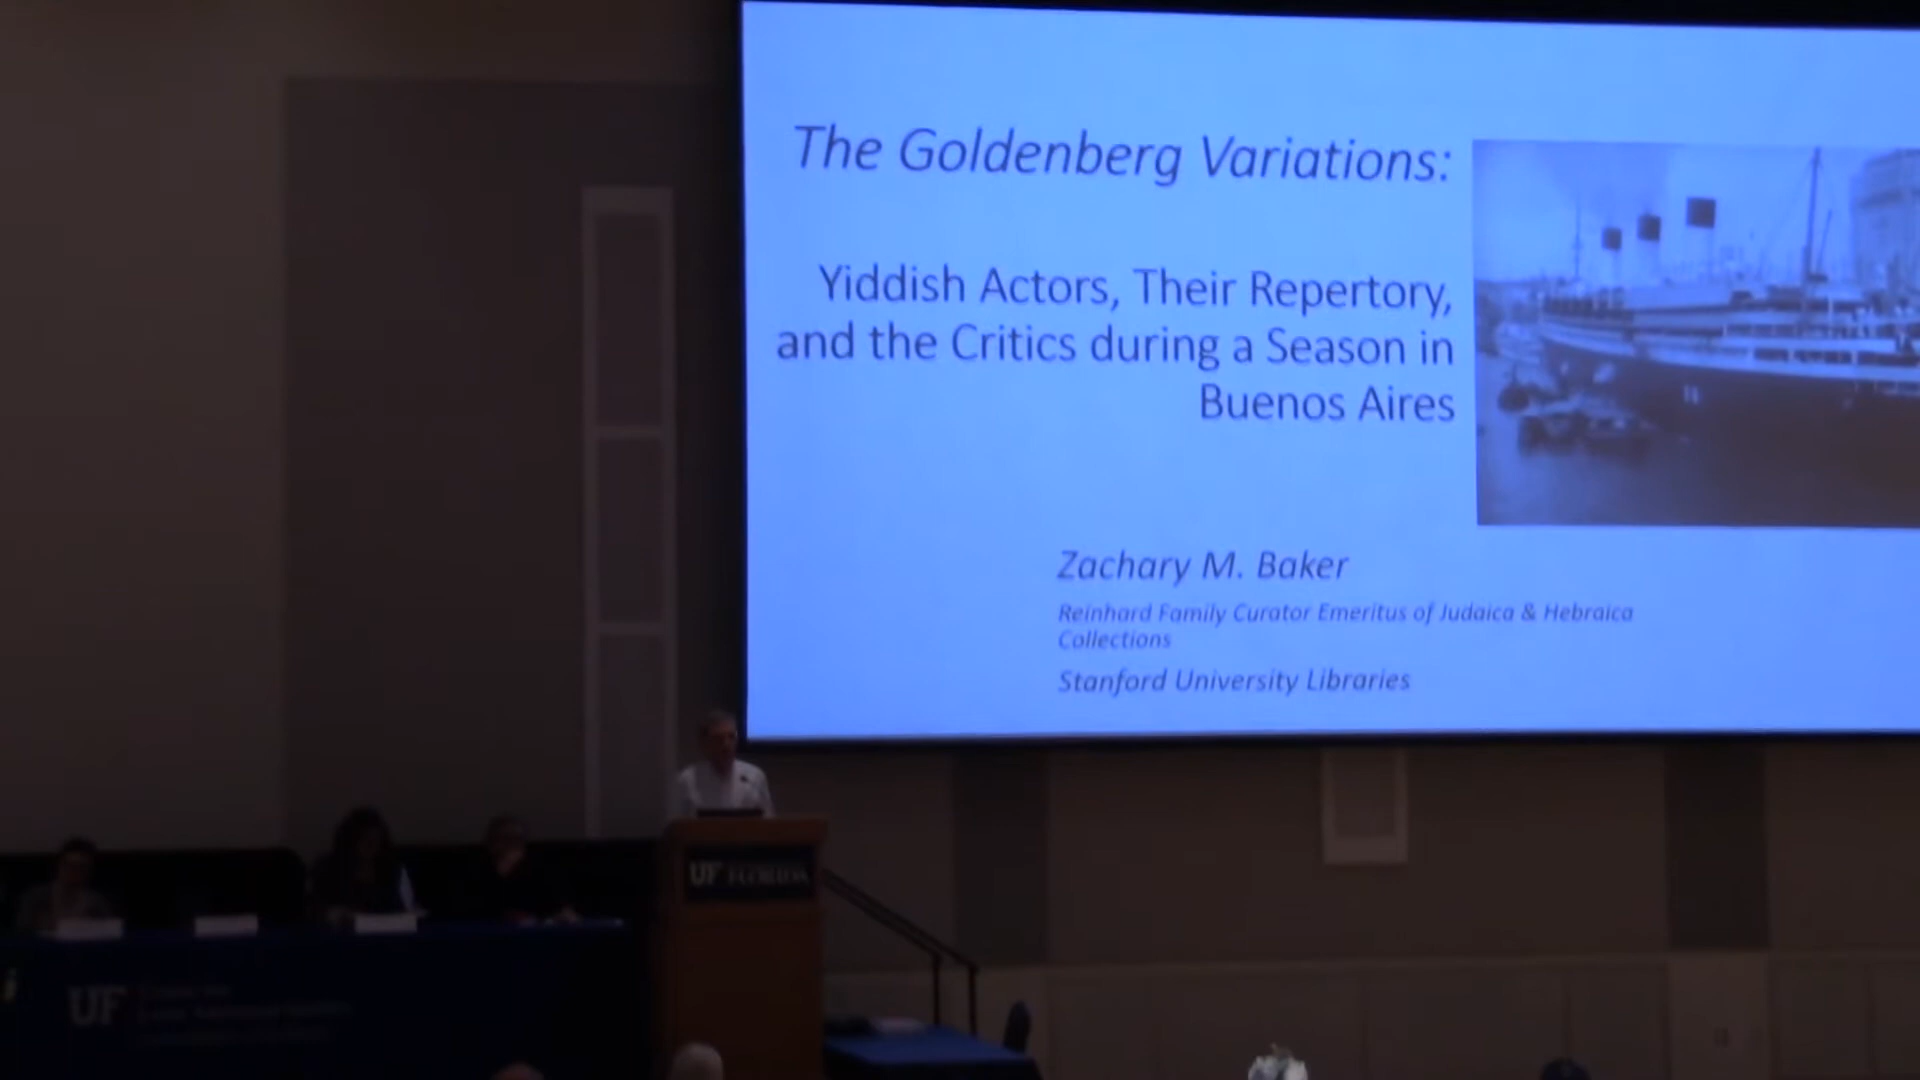 The Goldenberg Variations:
Yiddish Actors, Their Repertory,
and the Critics during a Season in
Buenos Aires
Zachary M. Baker
Reinhard Family Curator Emeritus of Judaica & Hebraica
Collections
Stanford University Libraries
UF FLORIDA
UF